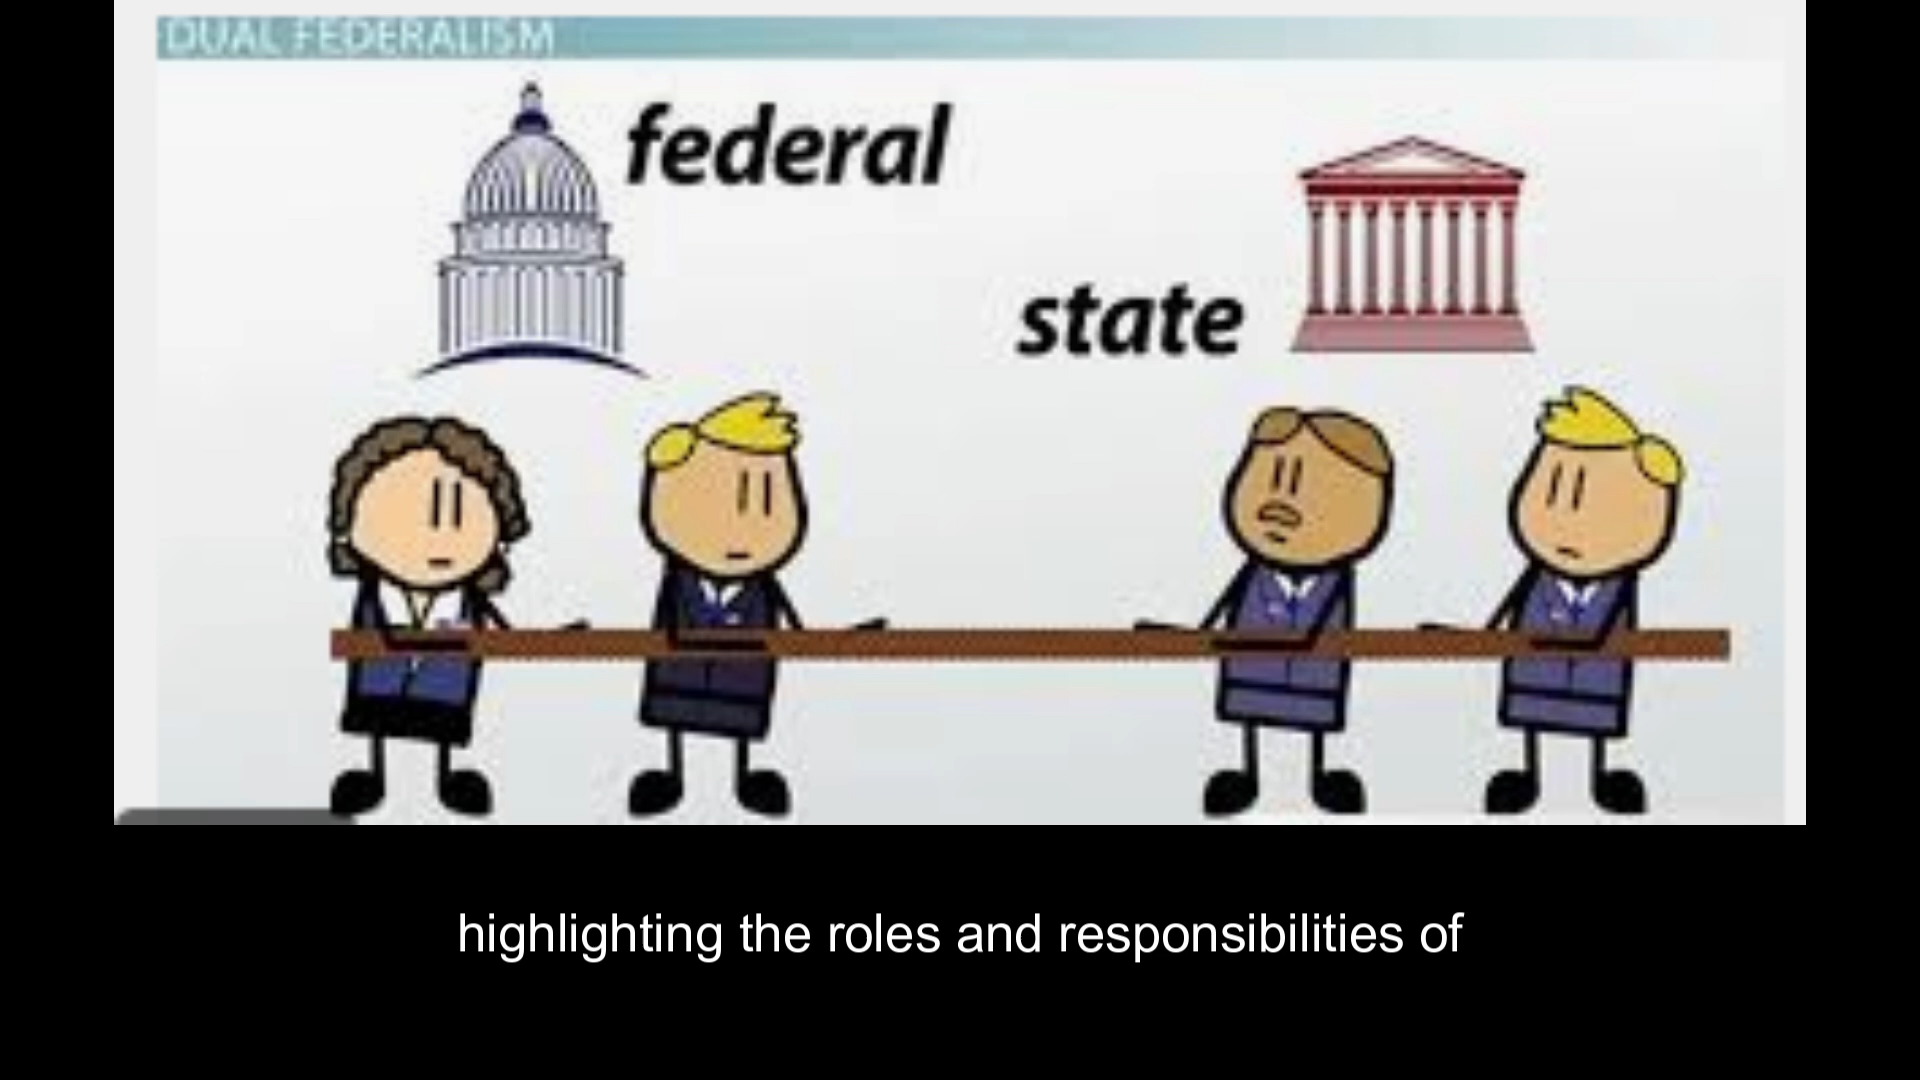 DUAL FEDERALISM
federal
state
highlighting the roles and responsibilities of